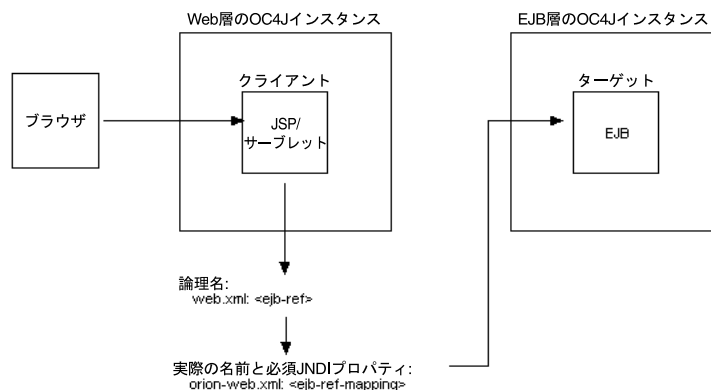 Web層のOC4Jインスタンス
EJB層のOC4Jインスタンス
クライアント
ターゲット
ブラウザ
JSP/
サーブレット
EJB
論理名:
web.xml: <ejb-ref>
実際の名前と必須JNDIプロパティ:
orion-web.xml: <ejb-ref-mapping>